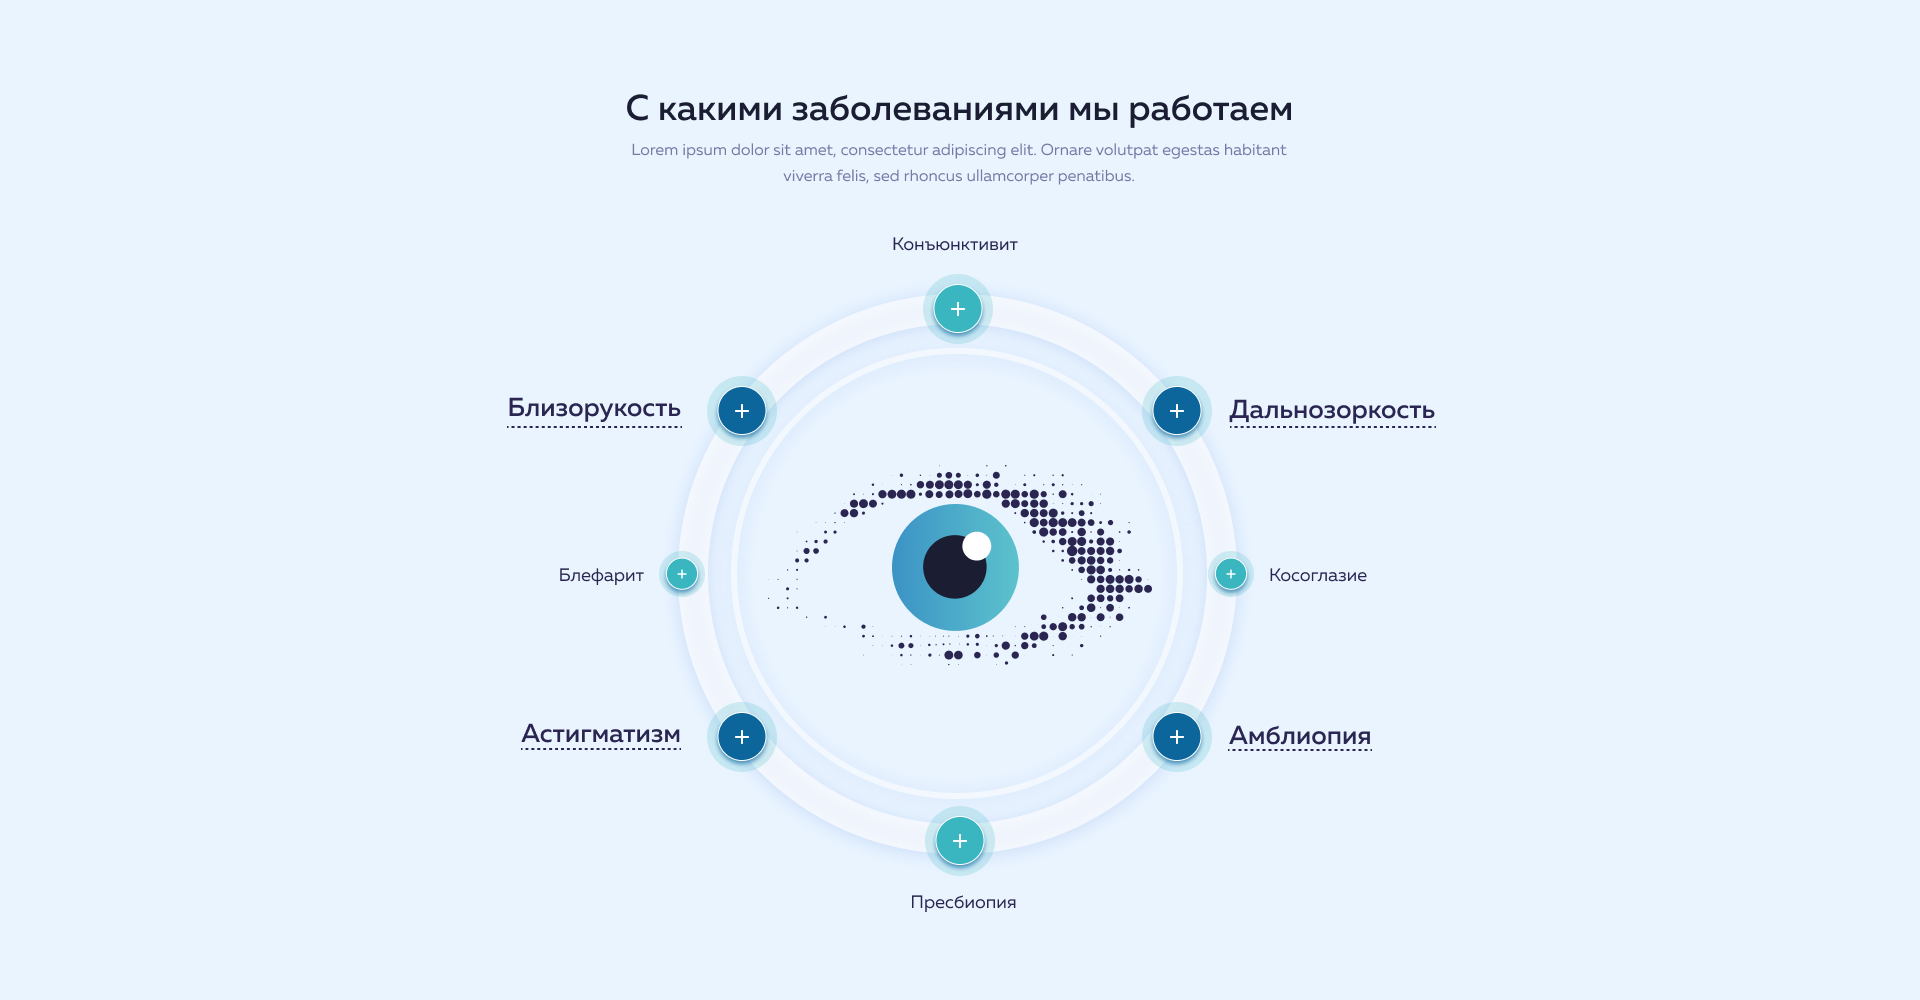 С какими заболеваниями мы работаем
Lorem ipsum dolor sit amet, consectetur adipiscing elit. Ornare volutpat egestas habitant
viverra felis, sed rhoncus ullamcorper penatibus.
Конъюнктивит
Близорукость
Дальнозоркость
Блефарит
Косоглазие
Астигматизм
Амблиопия
Пресбиопия